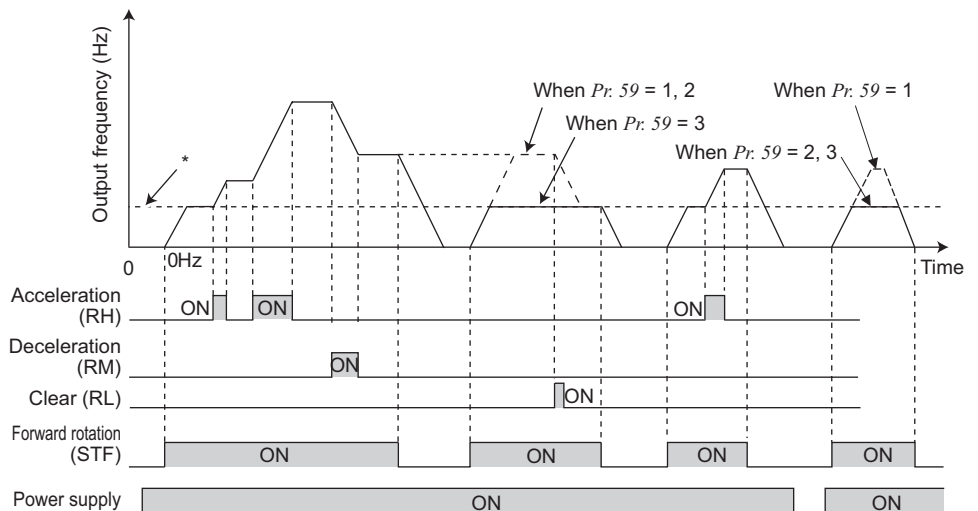 Output frequency (Hz)
*
When Pr. 59 = 1, 2
When Pr. 59 = 1
When Pr. 59 = 3
When Pr. 59 = 2, 3
0
0Hz
Time
Acceleration
(RH)
ON
ON
ON
Deceleration
(RM)
ON
Clear (RL)
ON
Forward rotation
(STF)
ON
ON
ON
ON
Power supply
ON
ON